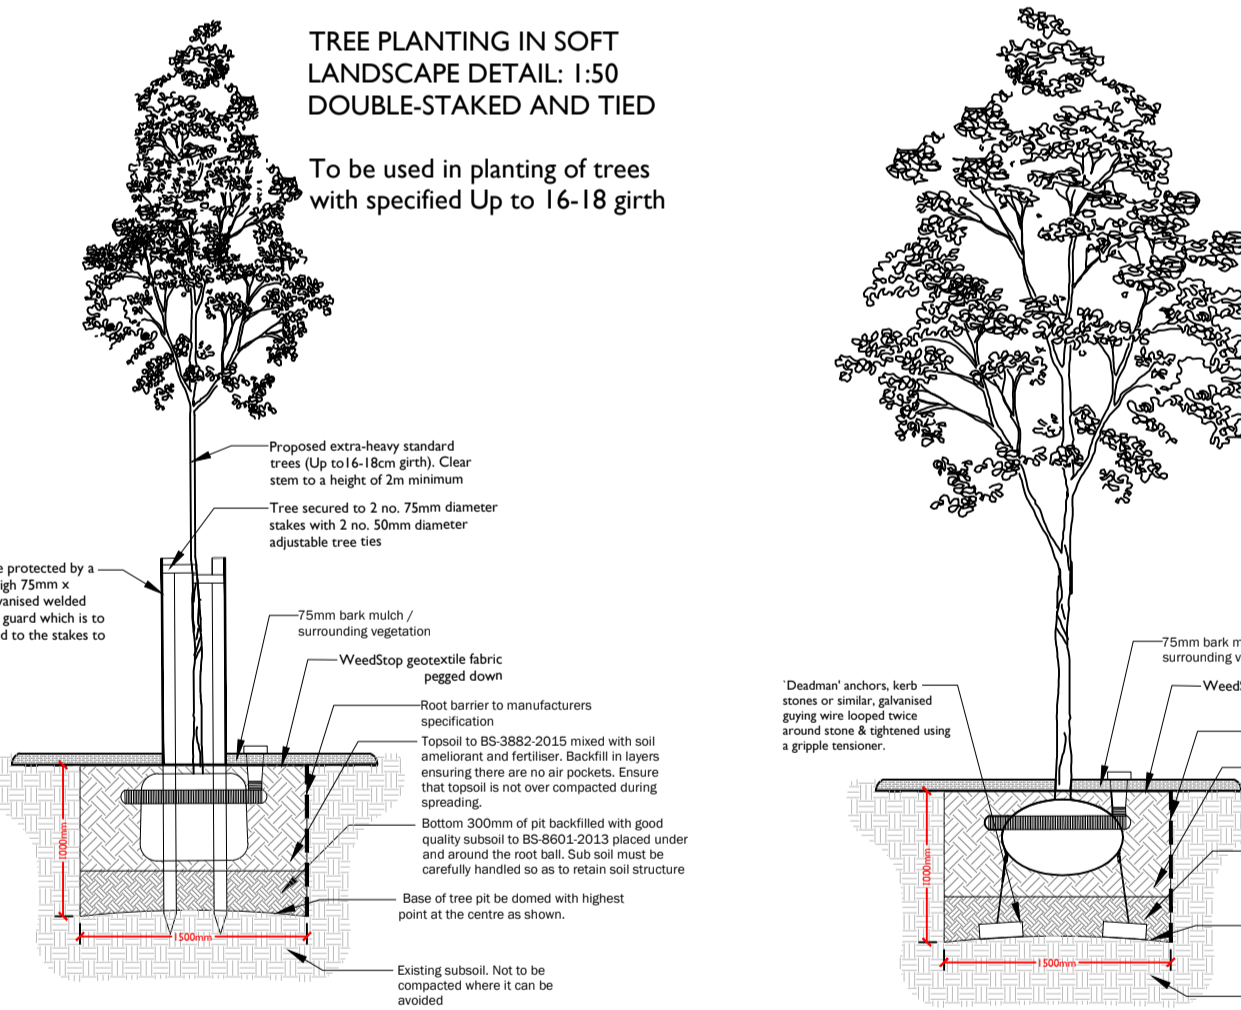 TREE PLANTING IN SOFT
LANDSCAPE DETAIL: 1:50
DOUBLE-STAKED AND TIED
To be used in planting of trees
with specified Up to 16-18 girth
Proposed extra-heavy standard
trees (Up to16-18cm girth). Clear
stem to a height of 2m minimum
Tree secured to 2 no. 75mm diameter
stakes with 2 no. 50mm diameter
adjustable tree ties
e protected by a
igh 75mm x
vanised welded
guard which is to
d to the stakes to
75mm bark mulch /
surrounding vegetation
WeedStop geotextile fabric
pegged down
Root barrier to manufacturers
specification
Topsoil to BS-3882-2015 mixed with soil
ameliorant and fertiliser. Backfill in layers
ensuring there are no air pockets. Ensure
that topsoil is not over compacted during
spreading.
Bottom 300mm of pit backfilled with good
quality subsoil to BS-8601-2013 placed under
and around the root ball. Sub soil must be
carefully handled so as to retain soil structure
Base of tree pit be domed with highest
point at the centre as shown.
Existing subsoil. Not to be
compacted where it can be
avoided
1000mm
1500mm
'Deadman' anchors, kerb
stones or similar, galvanised
guying wire looped twice
around stone & tightened using
a gripple tensioner.
75mm bark m
surrounding v
WeedS
1000mm
1500mm